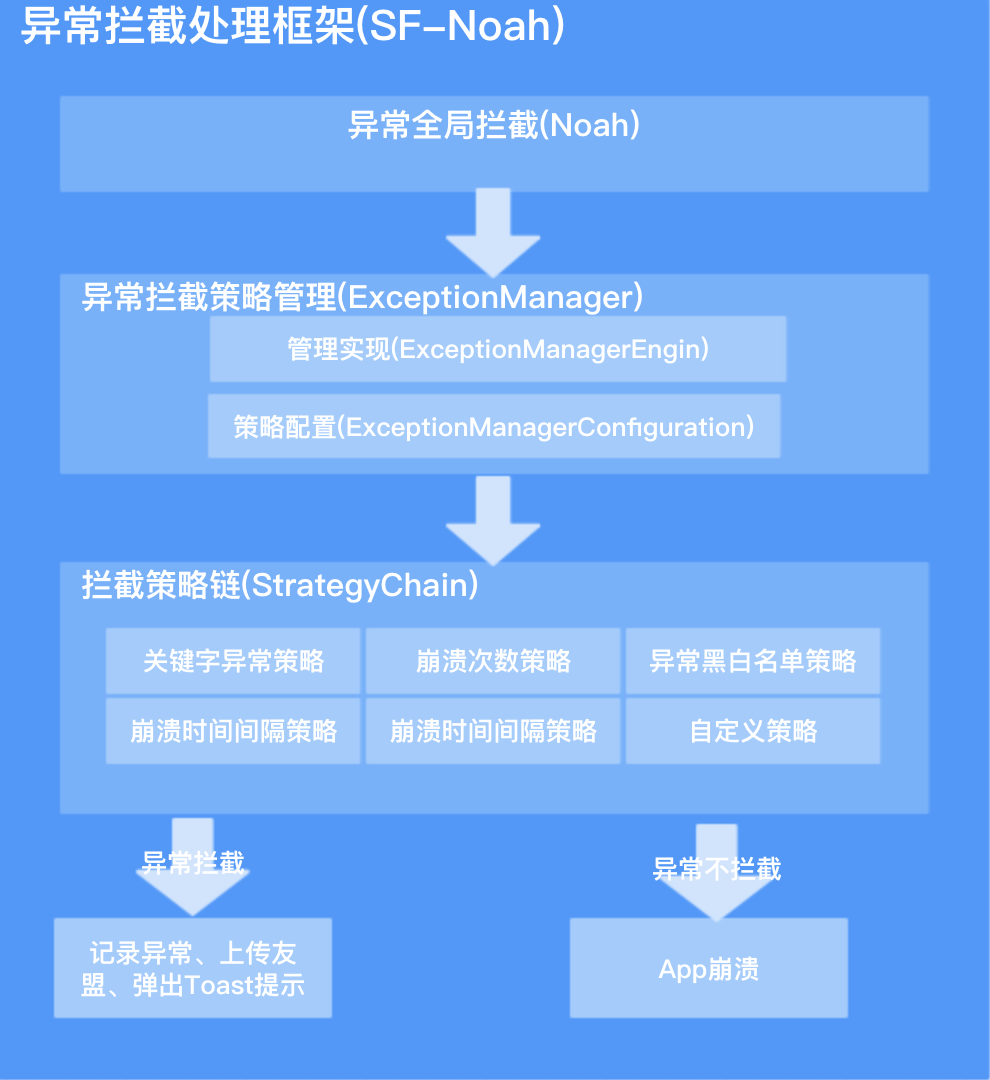 异常拦截处理框架(SF-Noah)
异常全局拦截(Noah)
异常拦截策略管理(ExceptionManager)
管理实现(ExceptionManagerEngin)
策略配置(ExceptionManagerConfiguration)
拦截策略链(StrategyChain)
关键字异常策略
崩溃次数策略
异常黑白名单策略
崩溃时间间隔策略
崩溃时间间隔策略
自定义策略
异常拦截
异常不拦截
记录异常、上传友
盟、弹出Toast提示
App崩溃